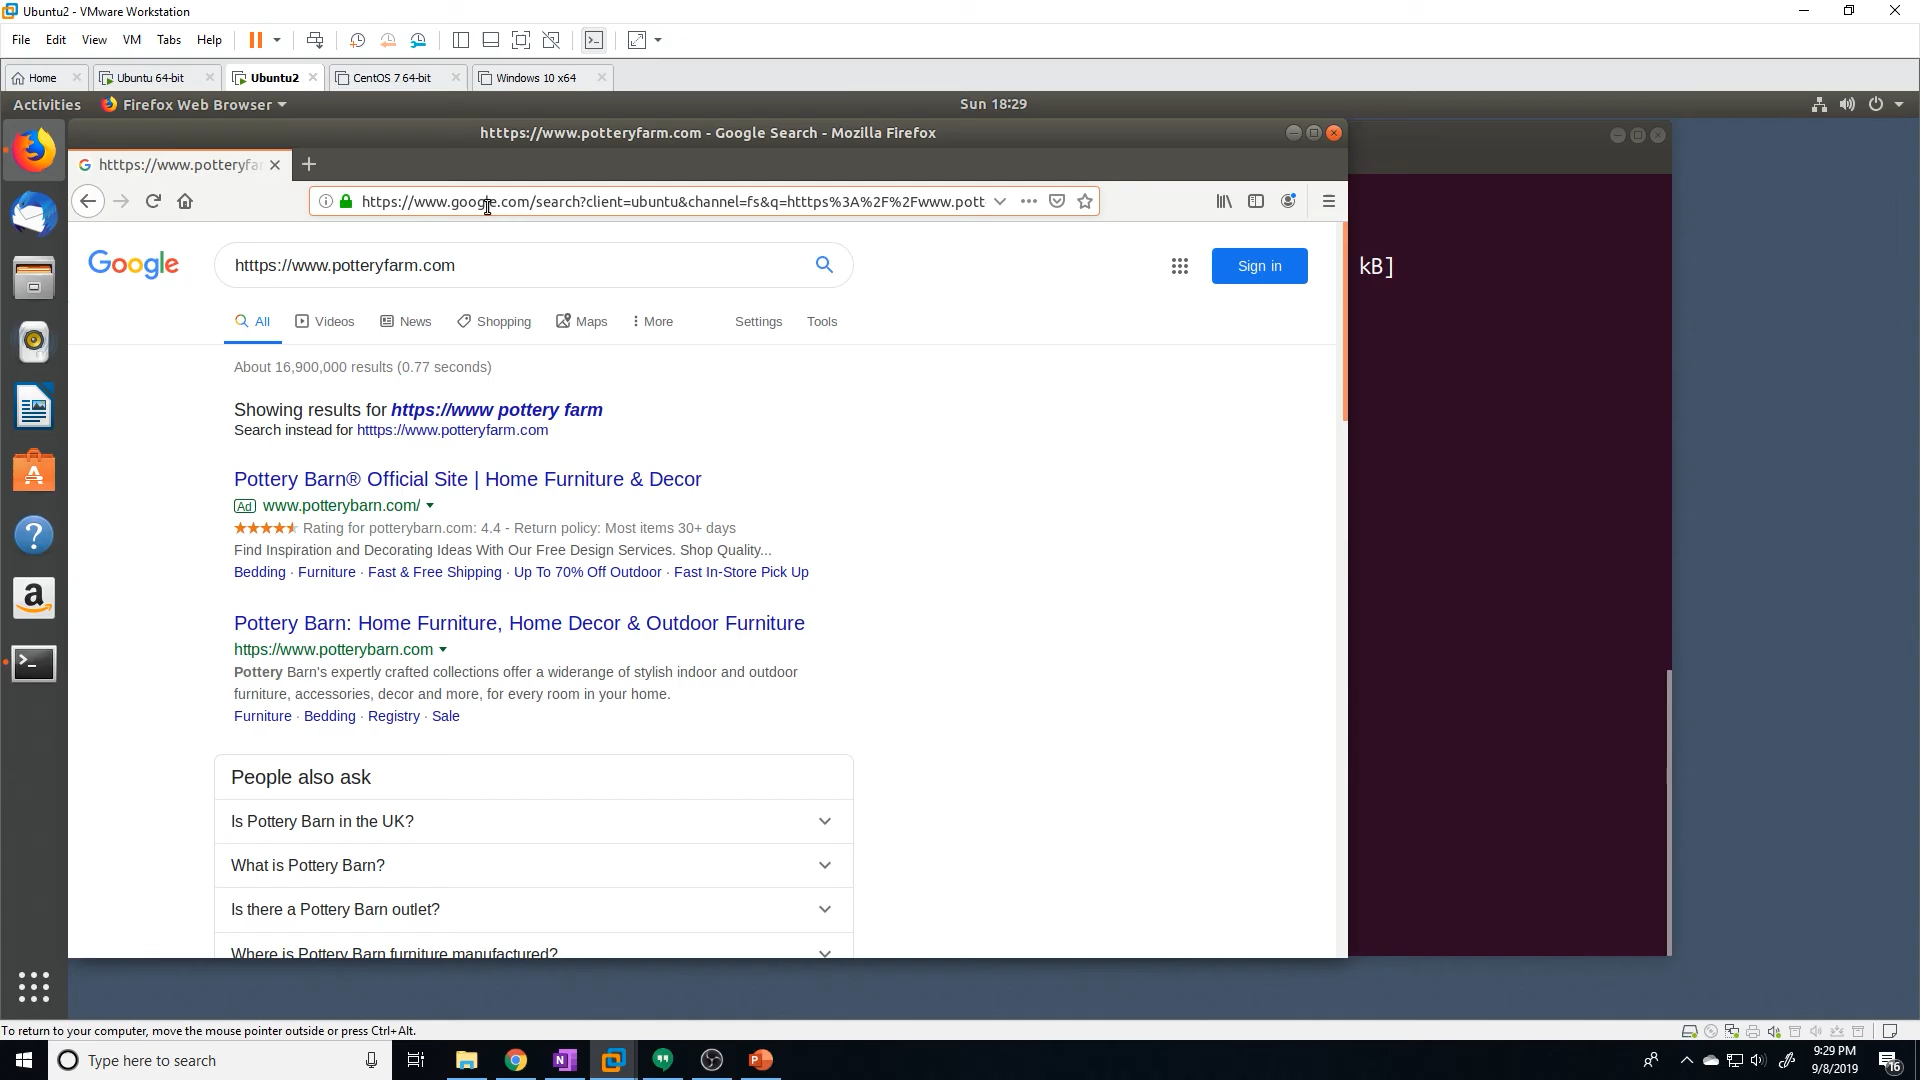 Ubuntu2 - VMware Workstation
File Edit View VM Tabs Help
Home Ubuntu 64-bit Ubuntu2 CentOS 7 64-bit Windows 10 x64
Activities Firefox Web Browser Sun 18:29
htttps://www.potteryfarm.com - Google Search - Mozilla Firefox
htttps://www.potteryfa
https://www.google.com/search?client=ubuntu&channel=fs&q=htttps%3A%2F%2Fwww.pott
Google htttps://www.potteryfarm.com Sign in
kB]
All Videos News Shopping Maps More Settings Tools
About 16,900,000 results (0.77 seconds)
Showing results for https://www pottery farm
Search instead for htttps://www.potteryfarm.com
Pottery Barn® Official Site | Home Furniture & Decor
Ad www.potterybarn.com/
Rating for potterybarn.com: 4.4 - Return policy: Most items 30+ days
Find Inspiration and Decorating Ideas With Our Free Design Services. Shop Quality...
Bedding · Furniture · Fast & Free Shipping · Up To 70% Off Outdoor · Fast In-Store Pick Up
Pottery Barn: Home Furniture, Home Decor & Outdoor Furniture
https://www.potterybarn.com
Pottery Barn's expertly crafted collections offer a widerange of stylish indoor and outdoor
furniture, accessories, decor and more, for every room in your home.
Furniture · Bedding · Registry · Sale
People also ask
Is Pottery Barn in the UK?
What is Pottery Barn?
Is there a Pottery Barn outlet?
Where is Pottery Barn furniture manufactured?
To return to your computer, move the mouse pointer outside or press Ctrl+Alt.
Type here to search
9:29 PM
9/8/2019
16